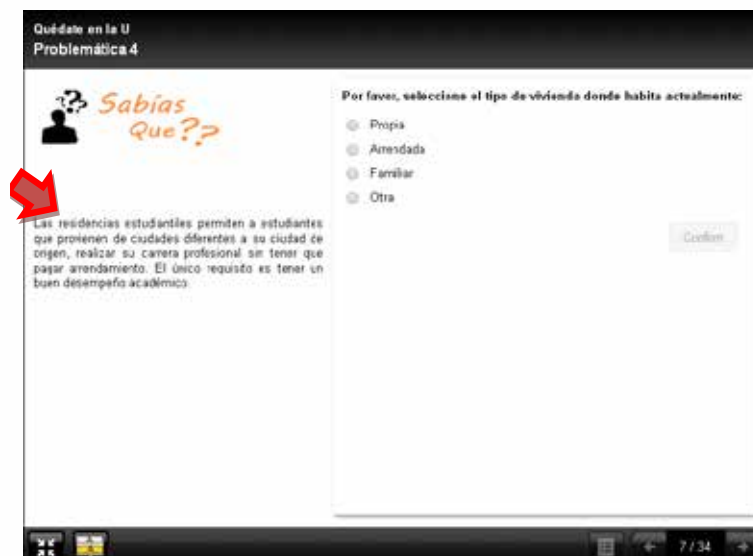 Quédate en la U
Problemática 4
Sabías
Que??
Las residencias estudiantiles permiten a estudiantes
que provienen de ciudades diferentes a su ciudad de
origen, realizar su carrera profesional sin tener que
pagar arrendamiento. El único requisito es tener un
buen desempeño académico.
Por favor, seleccione el tipo de vivienda donde habita actualmente:
Propia
Arrendada
Familiar
Otra
Confirm
7 / 34